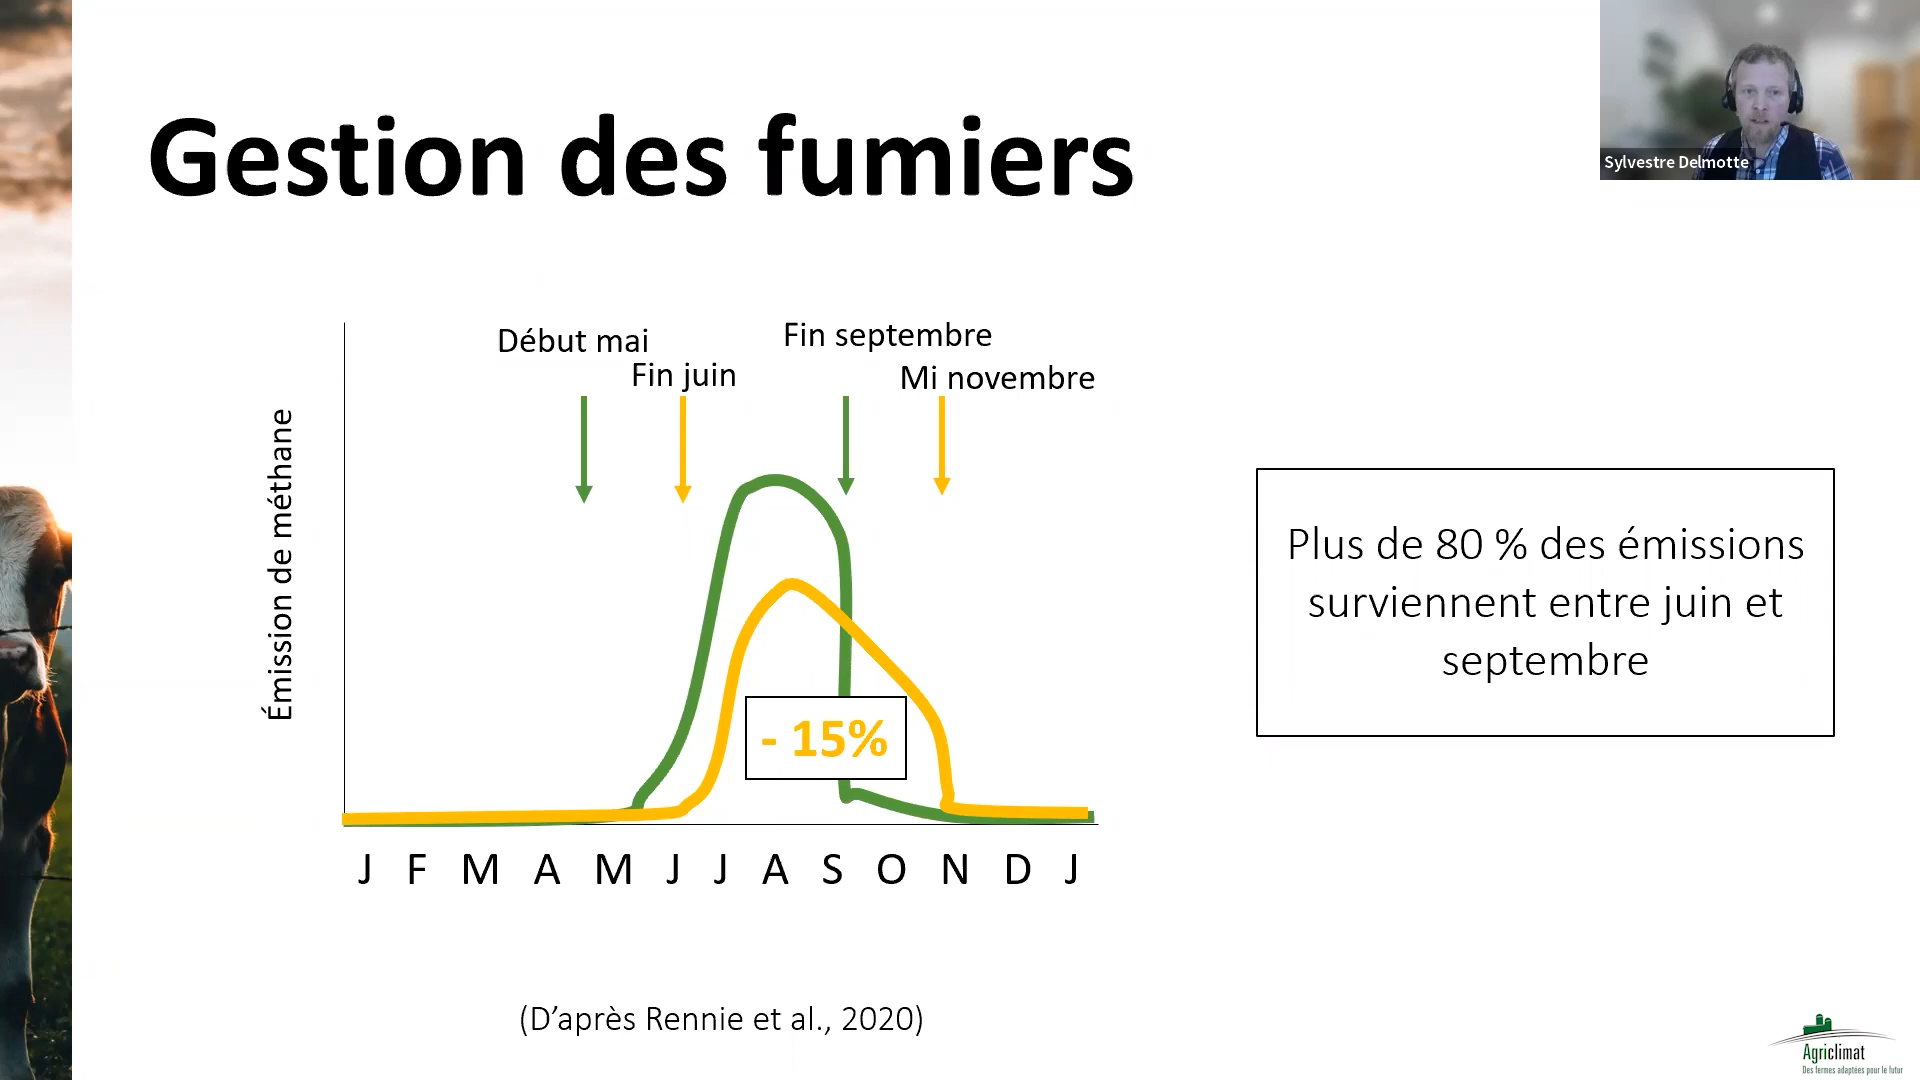 Gestion des fumiers
Sylvestre Delmotte
Début mai
Fin septembre
Fin juin
Mi novembre
Émission de méthane
- 15%
J F M A M J J A S O N D J
Plus de 80 % des émissions
surviennent entre juin et
septembre
(D’après Rennie et al., 2020)
Agriclimat
Des fermes adaptées pour le futur